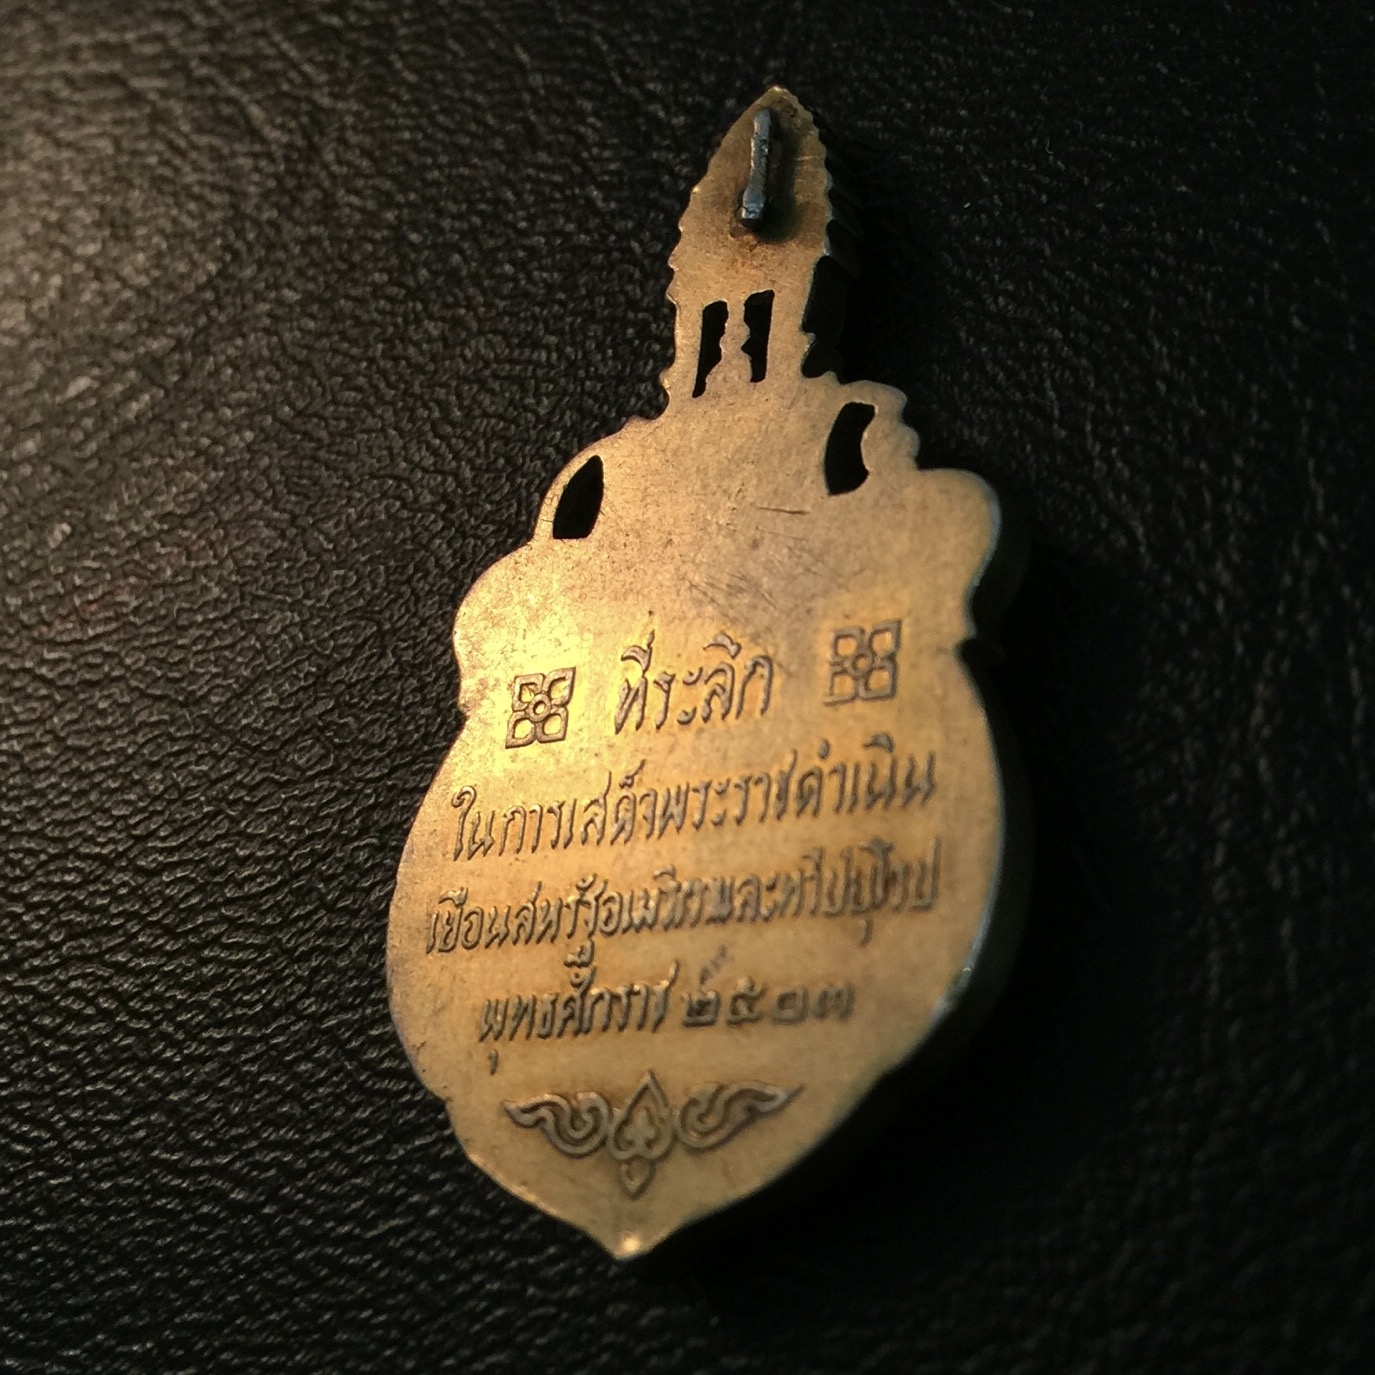 ที่ระลึก
ในการเสด็จพระราชดำเนิน
เยือนสหรัฐอเมริกาและทวีปยุโรป
พุทธศักราช ๒๕๐๓